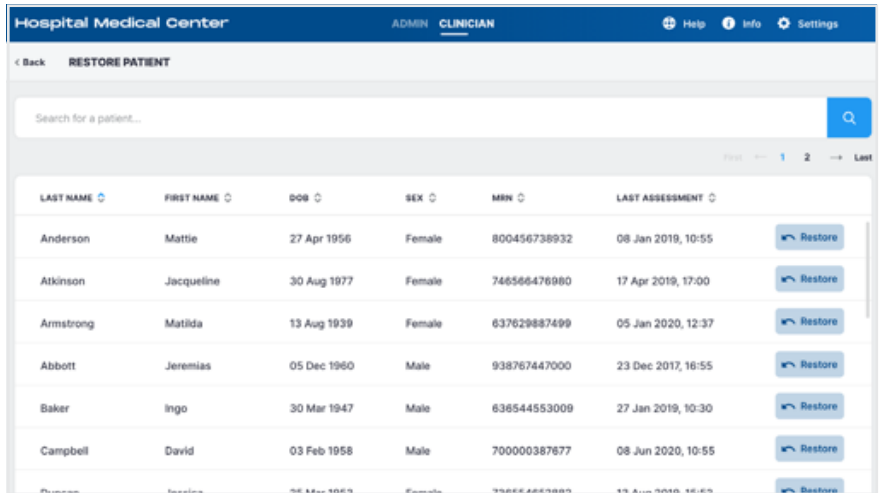 Hospital Medical Center ADMIN CLINICIAN Help Info Settings
< Back RESTORE PATIENT
Search for a patient...
First ← 1 2 → Last
LAST NAME FIRST NAME DOB SEX MRN LAST ASSESSMENT
Anderson Mattie 27 Apr 1956 Female 800456738932 08 Jan 2019, 10:55 Restore
Atkinson Jacqueline 30 Aug 1977 Female 746566476980 17 Apr 2019, 17:00 Restore
Armstrong Matilda 13 Aug 1939 Female 637629887499 05 Jan 2020, 12:37 Restore
Abbott Jeremias 05 Dec 1960 Male 938767447000 23 Dec 2017, 16:55 Restore
Baker Ingo 30 Mar 1947 Male 636544553009 27 Jan 2019, 10:30 Restore
Campbell David 03 Feb 1958 Male 700000387677 08 Jun 2020, 10:55 Restore
Duncan Jessica Female Restore